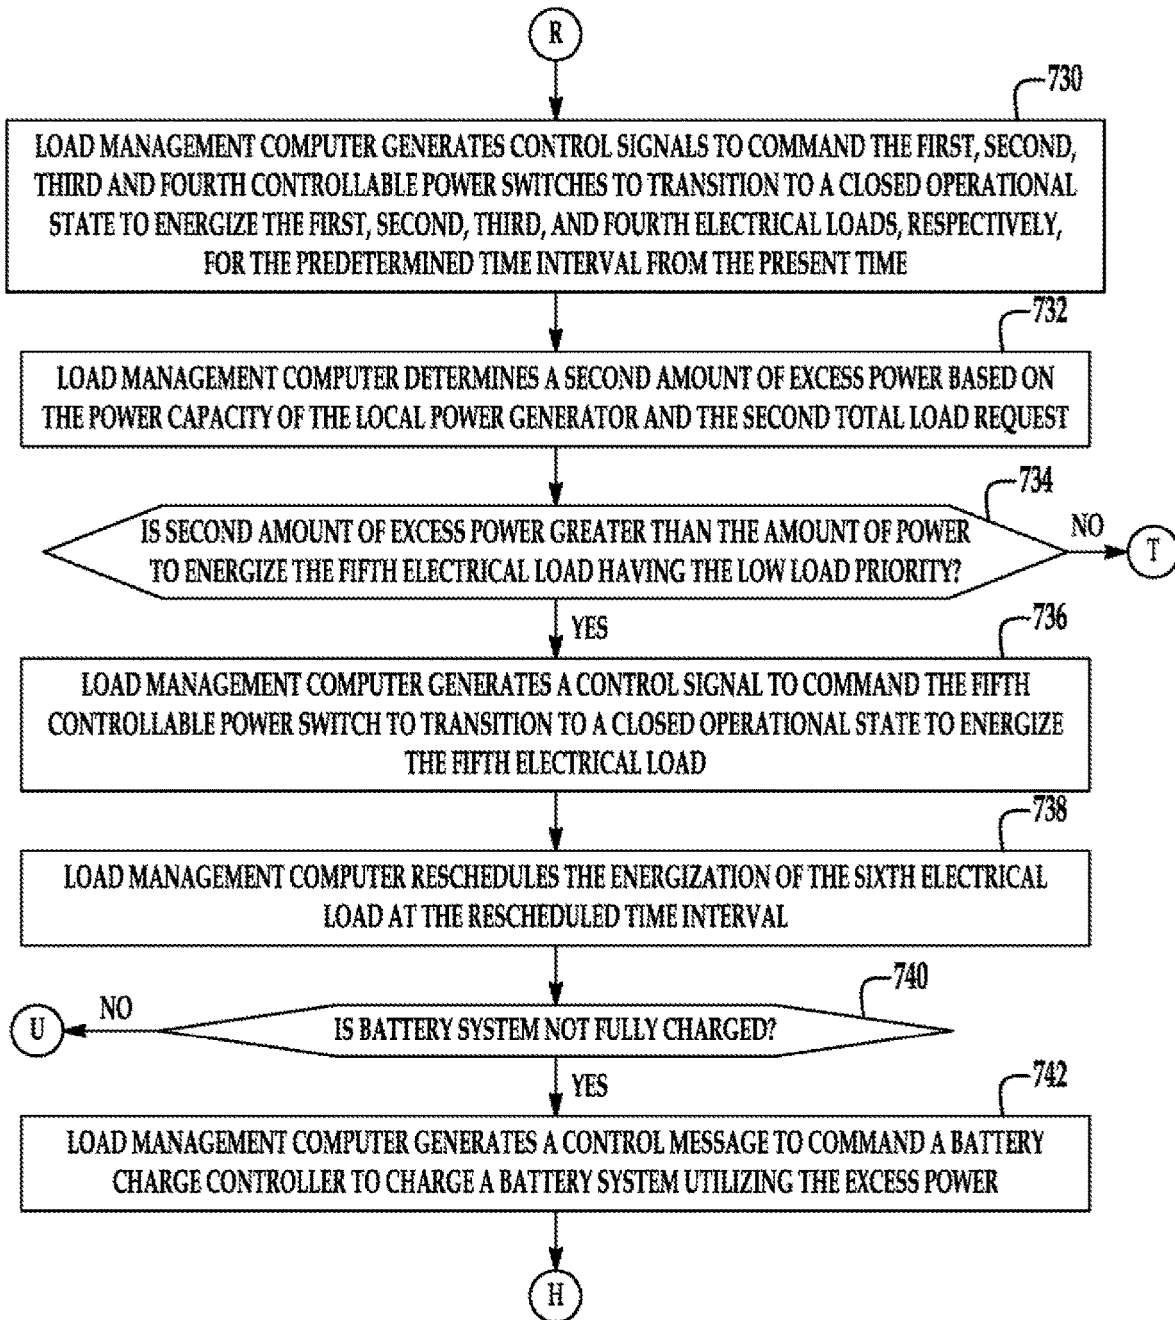 R
730
LOAD MANAGEMENT COMPUTER GENERATES CONTROL SIGNALS TO COMMAND THE FIRST, SECOND,
THIRD AND FOURTH CONTROLLABLE POWER SWITCHES TO TRANSITION TO A CLOSED OPERATIONAL
STATE TO ENERGIZE THE FIRST, SECOND, THIRD, AND FOURTH ELECTRICAL LOADS, RESPECTIVELY,
FOR THE PREDETERMINED TIME INTERVAL FROM THE PRESENT TIME
732
LOAD MANAGEMENT COMPUTER DETERMINES A SECOND AMOUNT OF EXCESS POWER BASED ON
THE POWER CAPACITY OF THE LOCAL POWER GENERATOR AND THE SECOND TOTAL LOAD REQUEST
734
IS SECOND AMOUNT OF EXCESS POWER GREATER THAN THE AMOUNT OF POWER
TO ENERGIZE THE FIFTH ELECTRICAL LOAD HAVING THE LOW LOAD PRIORITY?
NO
T
YES
736
LOAD MANAGEMENT COMPUTER GENERATES A CONTROL SIGNAL TO COMMAND THE FIFTH
CONTROLLABLE POWER SWITCH TO TRANSITION TO A CLOSED OPERATIONAL STATE TO ENERGIZE
THE FIFTH ELECTRICAL LOAD
738
LOAD MANAGEMENT COMPUTER RESCHEDULES THE ENERGIZATION OF THE SIXTH ELECTRICAL
LOAD AT THE RESCHEDULED TIME INTERVAL
740
U
NO
IS BATTERY SYSTEM NOT FULLY CHARGED?
YES
742
LOAD MANAGEMENT COMPUTER GENERATES A CONTROL MESSAGE TO COMMAND A BATTERY
CHARGE CONTROLLER TO CHARGE A BATTERY SYSTEM UTILIZING THE EXCESS POWER
H